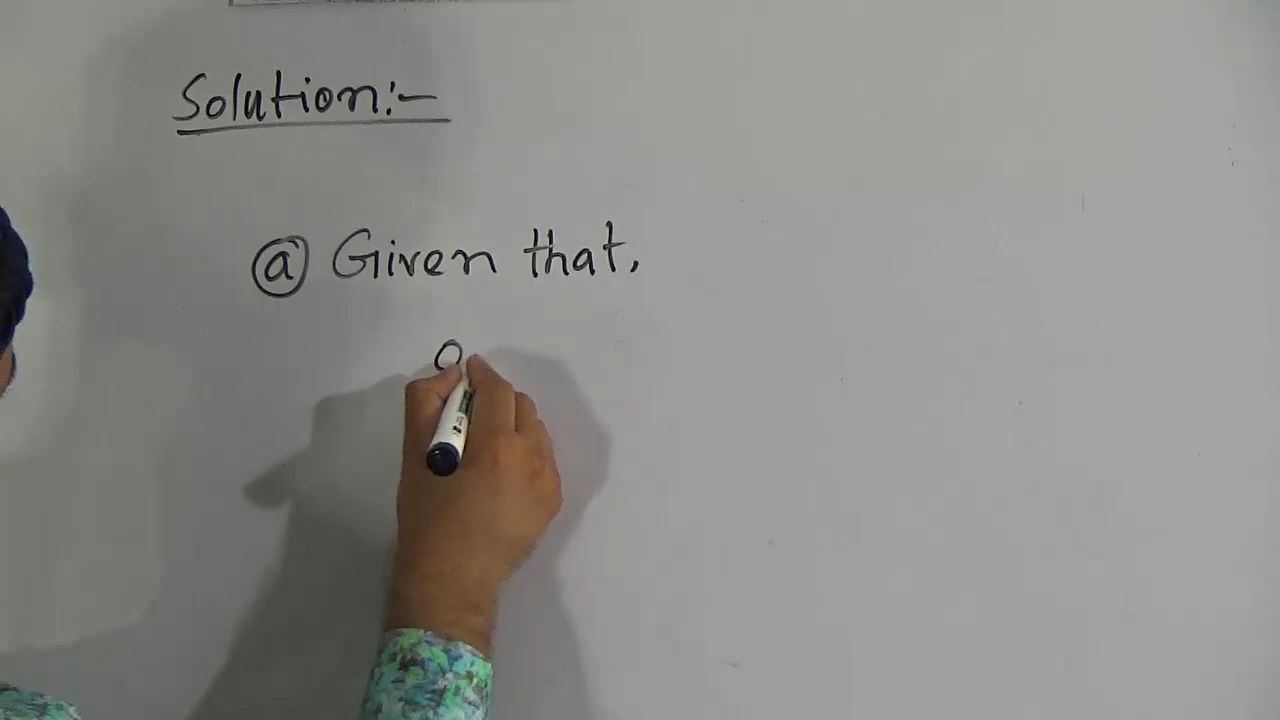 Solution:-
ⓐ Given that,